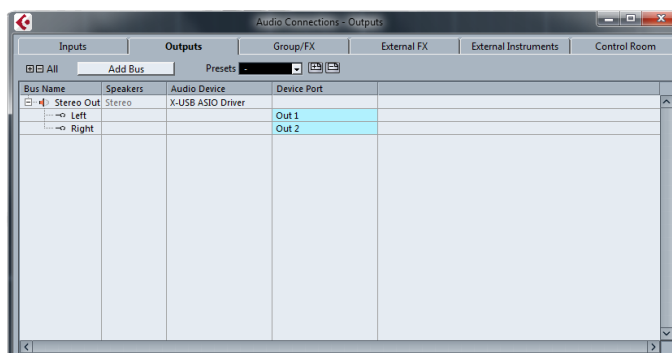 Audio Connections - Outputs
Inputs Outputs Group/FX External FX External Instruments Control Room
All Add Bus Presets -
Bus Name Speakers Audio Device Device Port
Stereo Out Stereo X-USB ASIO Driver
Left Out 1
Right Out 2